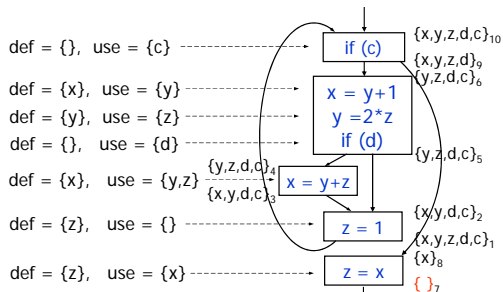 {x,y,z,d,c}10
def = {}, use = {c}
if (c)
{x,y,z,d}9
{y,z,d,c}6
def = {x}, use = {y}
x = y+1
def = {y}, use = {z}
y =2*z
def = {}, use = {d}
if (d)
{y,z,d,c}5
{y,z,d,c}4
def = {x}, use = {y,z}
x = y+z
{x,y,d,c}3
{x,y,d,c}2
def = {z}, use = {}
z = 1
{x,y,z,d,c}1
{x}8
def = {z}, use = {x}
z = x
{ }7